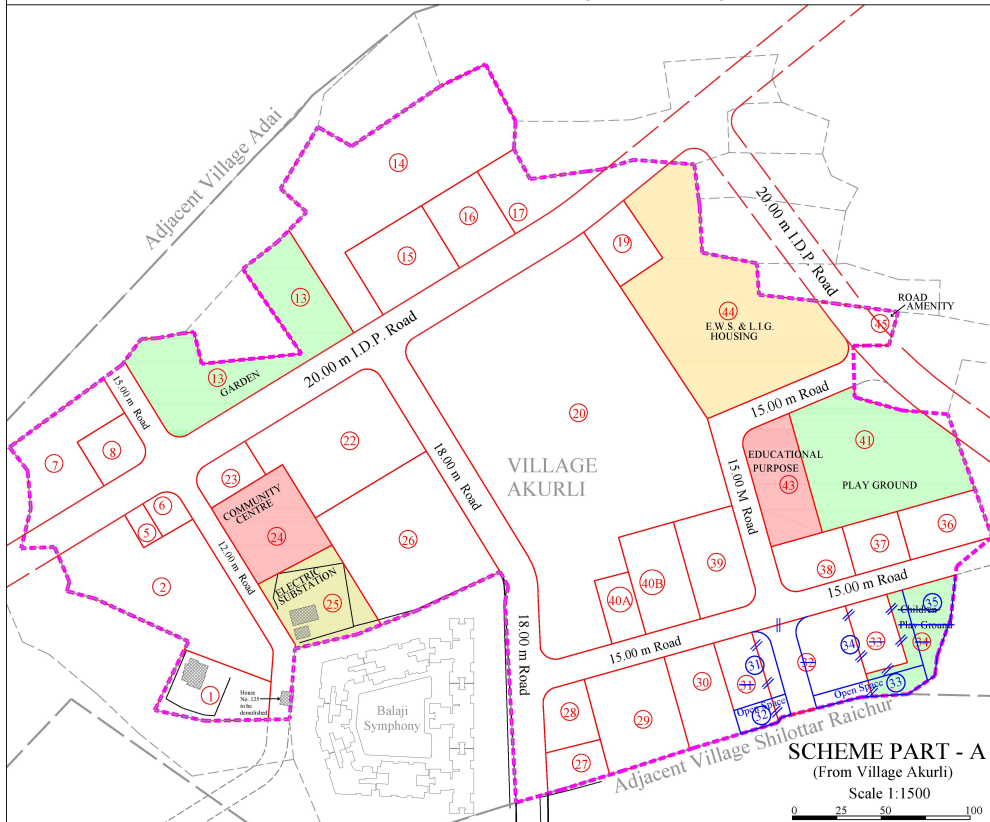 Adjacent Village Adai
14
16
17
15
19
20.00 m I.D.P. Road
13
44
E.W.S. & L.I.G.
HOUSING
ROAD
AMENITY
45
20.00 m I.D.P. Road
13
GARDEN
15.00 m Road
15.00 m Road
20
22
41
7
8
18.00 m Road
VILLAGE
AKURLI
EDUCATIONAL
PURPOSE
43
PLAY GROUND
15.00 M Road
23
COMMUNITY
CENTRE
24
6
5
26
36
37
38
39
40B
40A
12.00 m Road
2
ELECTRIC
SUBSTATION
25
15.00 m Road
35
Children
Play Ground
34
33
34
32
31
31
18.00 m Road
15.00 m Road
1
House
No. 125
to be
demolished
Balaji
Symphony
30
29
28
27
Open Space
32
Open Space
33
Adjacent Village Shilottar Raichur
SCHEME PART - A
(From Village Akurli)
Scale 1:1500
0 25 50 100